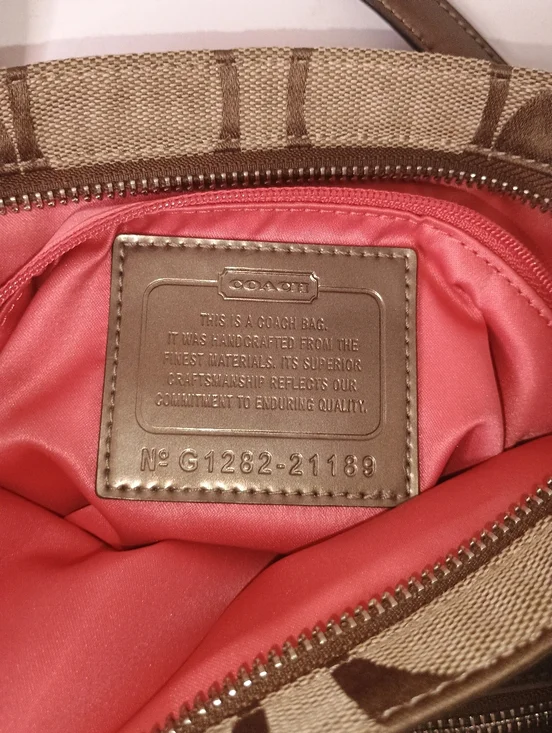 COACH
THIS IS A COACH BAG.
IT WAS HANDCRAFTED FROM THE
FINEST MATERIALS. ITS SUPERIOR
CRAFTSMANSHIP REFLECTS OUR
COMMITMENT TO ENDURING QUALITY.
Nº G1282-21189